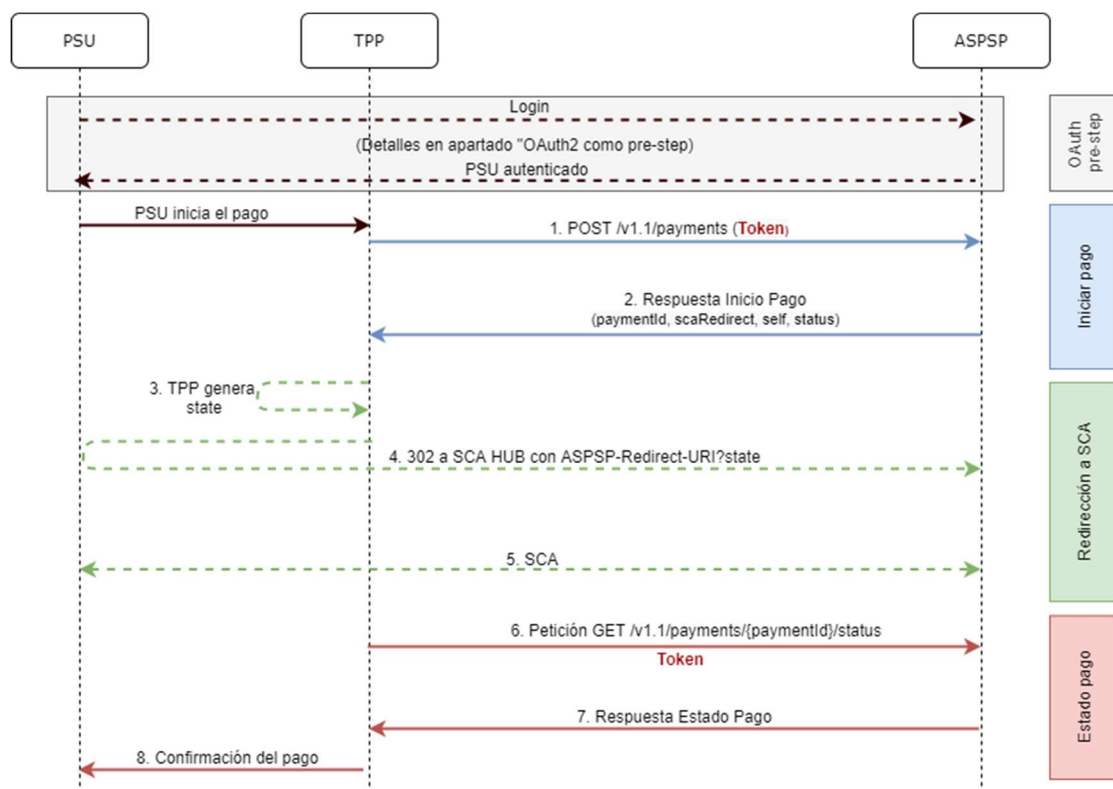 PSU
TPP
ASPSP
Login
(Detalles en apartado "OAuth2 como pre-step)
PSU autenticado
OAuth
pre-step
PSU inicia el pago
1. POST /v1.1/payments (Token)
2. Respuesta Inicio Pago
(paymentId, scaRedirect, self, status)
Iniciar pago
3. TPP genera
state
4. 302 a SCA HUB con ASPSP-Redirect-URI?state
5. SCA
Redirección a SCA
6. Petición GET /v1.1/payments/{paymentId}/status
Token
7. Respuesta Estado Pago
8. Confirmación del pago
Estado pago